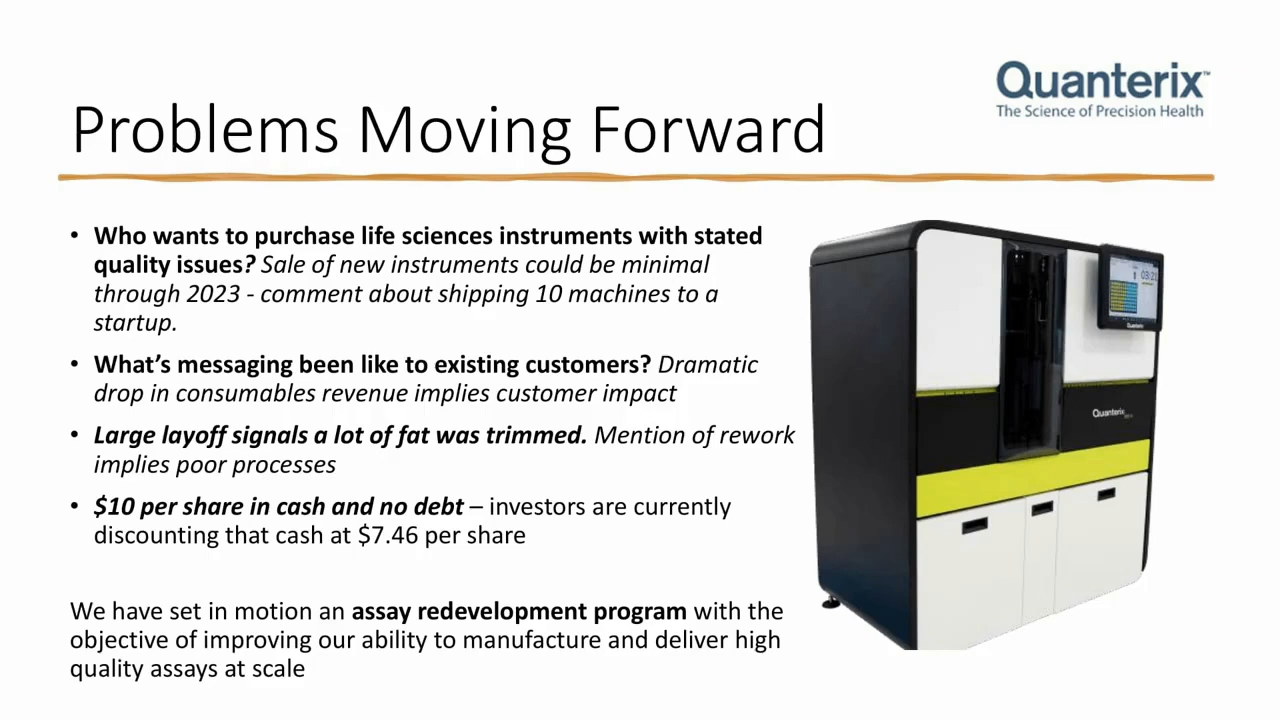 Quanterix™
The Science of Precision Health
Problems Moving Forward
• Who wants to purchase life sciences instruments with stated
quality issues? Sale of new instruments could be minimal
through 2023 - comment about shipping 10 machines to a
startup.
• What’s messaging been like to existing customers? Dramatic
drop in consumables revenue implies customer impact
• Large layoff signals a lot of fat was trimmed. Mention of rework
implies poor processes
• $10 per share in cash and no debt – investors are currently
discounting that cash at $7.46 per share
We have set in motion an assay redevelopment program with the
objective of improving our ability to manufacture and deliver high
quality assays at scale
03:21
Quanterix
Quanterix